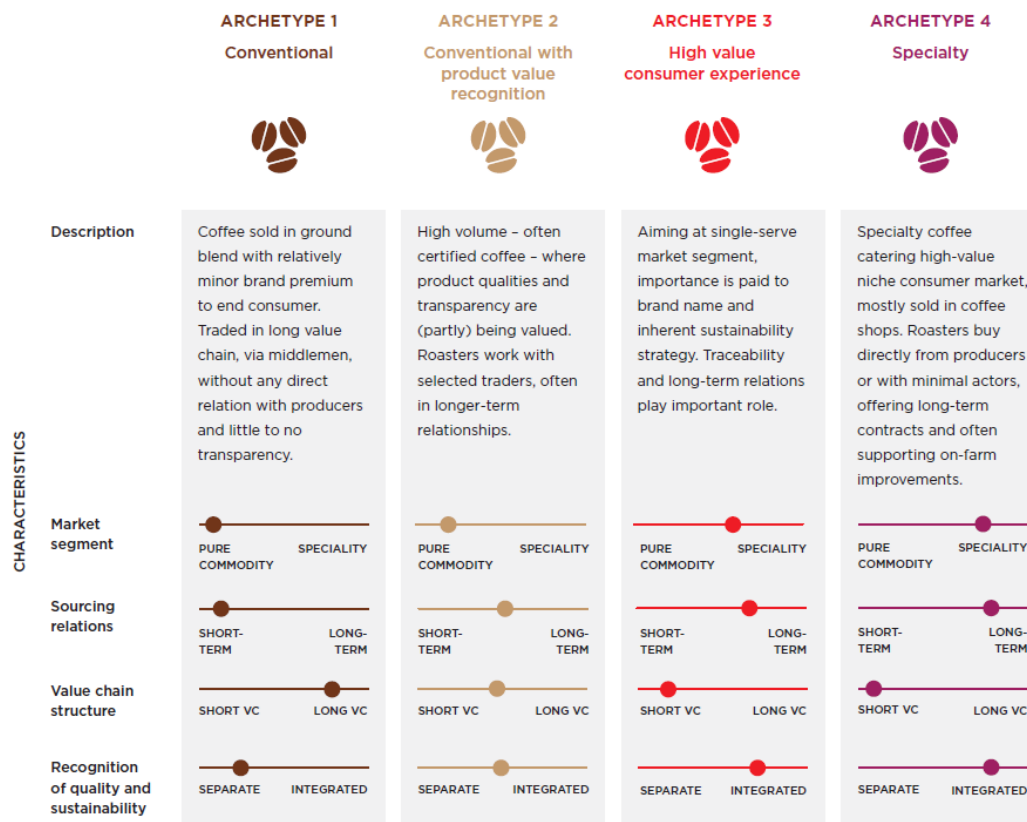 ARCHETYPE 1
Conventional
ARCHETYPE 2
Conventional with
product value
recognition
ARCHETYPE 3
High value
consumer experience
ARCHETYPE 4
Specialty
CHARACTERISTICS
Description
Coffee sold in ground
blend with relatively
minor brand premium
to end consumer.
Traded in long value
chain, via middlemen,
without any direct
relation with producers
and little to no
transparency.
High volume – often
certified coffee – where
product qualities and
transparency are
(partly) being valued.
Roasters work with
selected traders, often
in longer-term
relationships.
Aiming at single-serve
market segment,
importance is paid to
brand name and
inherent sustainability
strategy. Traceability
and long-term relations
play important role.
Specialty coffee
catering high-value
niche consumer market,
mostly sold in coffee
shops. Roasters buy
directly from producers
or with minimal actors,
offering long-term
contracts and often
supporting on-farm
improvements.
Market
segment
PURE
COMMODITY
SPECIALITY
PURE
COMMODITY
SPECIALITY
PURE
COMMODITY
SPECIALITY
PURE
COMMODITY
SPECIALITY
Sourcing
relations
SHORT-
TERM
LONG-
TERM
SHORT-
TERM
LONG-
TERM
SHORT-
TERM
LONG-
TERM
SHORT-
TERM
LONG-
TERM
Value chain
structure
SHORT VC
LONG VC
SHORT VC
LONG VC
SHORT VC
LONG VC
SHORT VC
LONG VC
Recognition
of quality and
sustainability
SEPARATE
INTEGRATED
SEPARATE
INTEGRATED
SEPARATE
INTEGRATED
SEPARATE
INTEGRATED